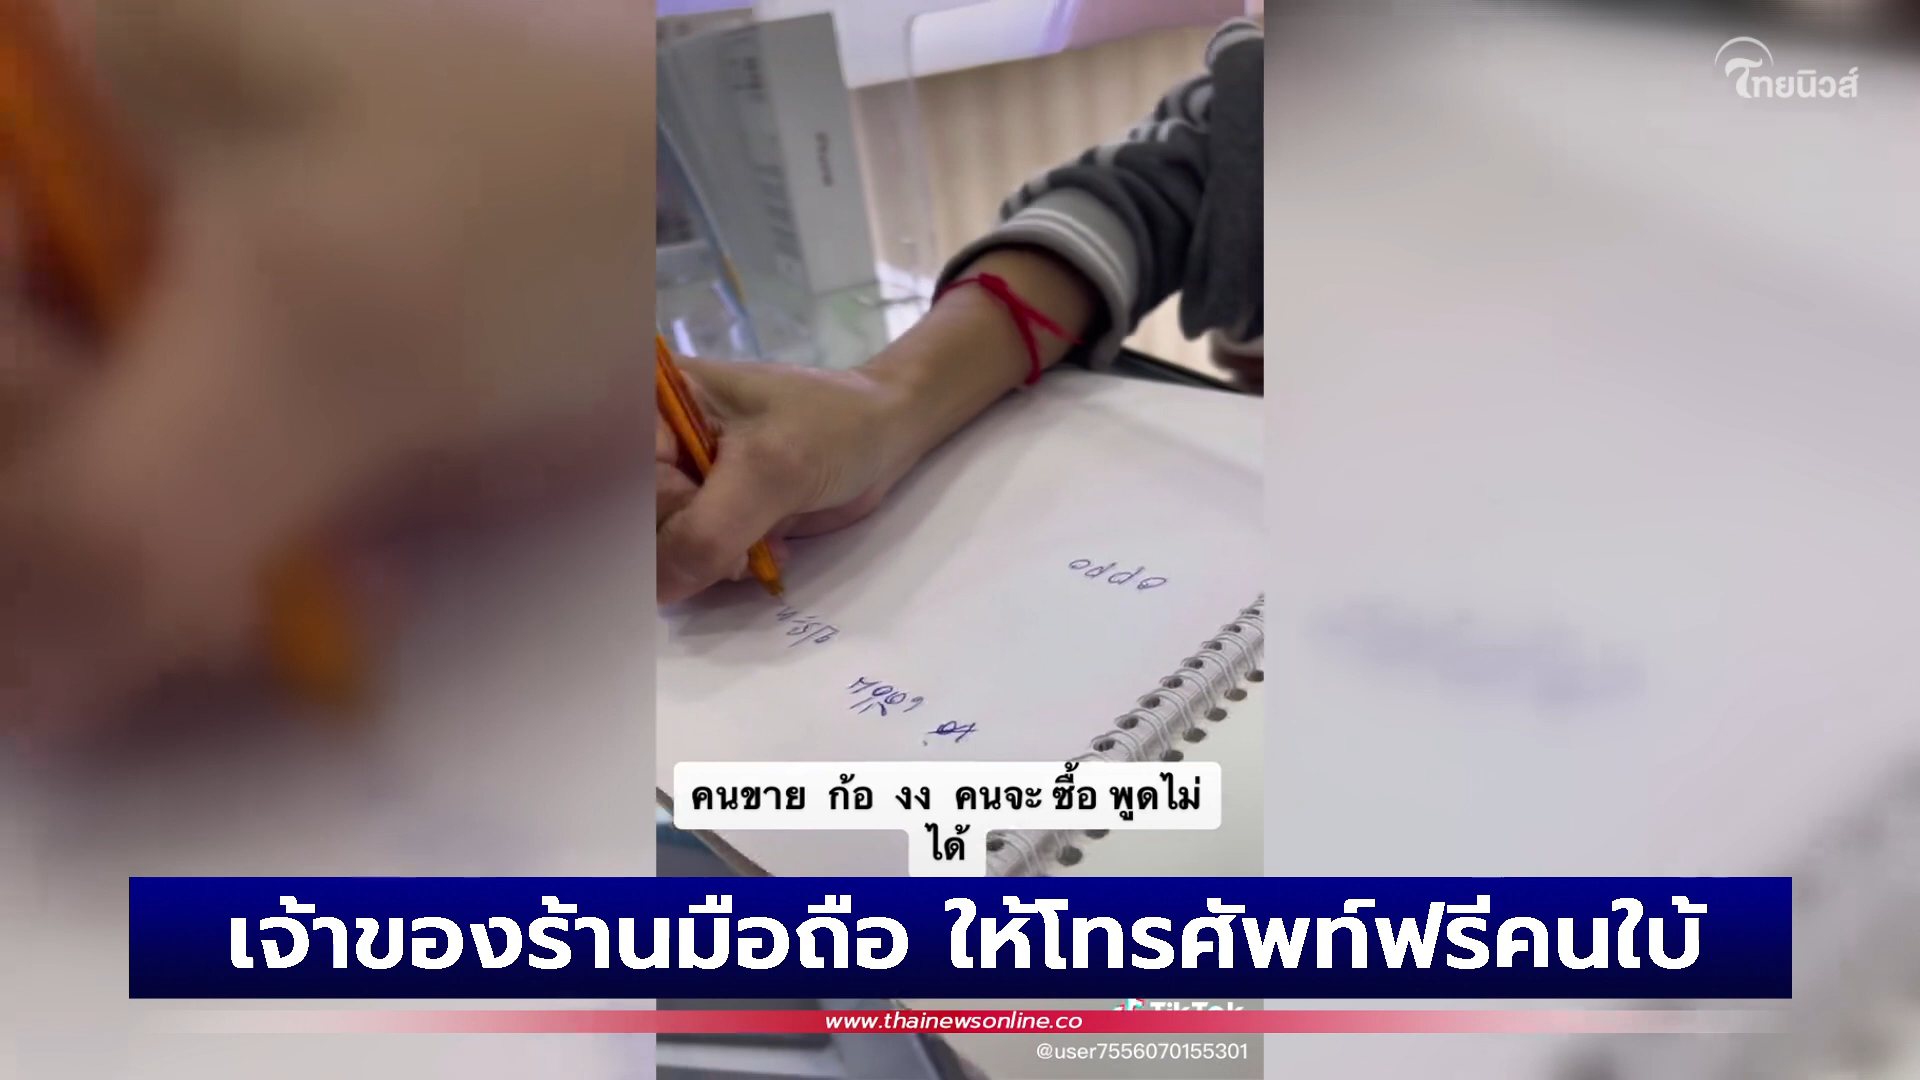 ไทยนิวส์
oppo
คนขาย ก้อ งง คนจะ ซื้อ พูดไม่
ได้
เจ้าของร้านมือถือ ให้โทรศัพท์ฟรีคนใบ้
www.thainewsonline.co
TikTok
@user7556070155301